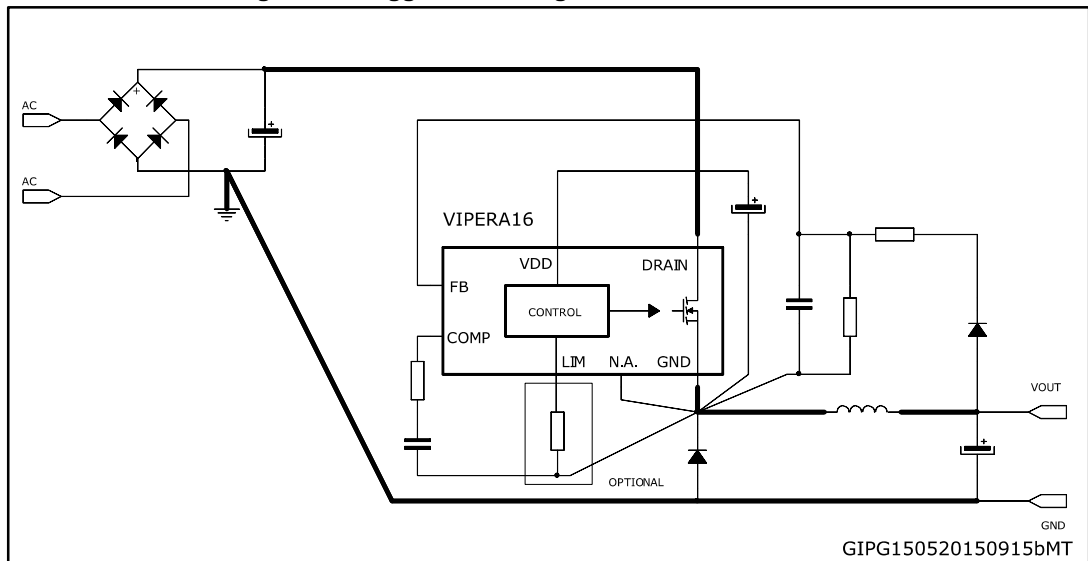 AC
+
+
AC
+
VIPERA16
VDD
DRAIN
FB
CONTROL
COMP
LIM
N.A.
GND
VOUT
+
OPTIONAL
GND
GIPG150520150915bMT